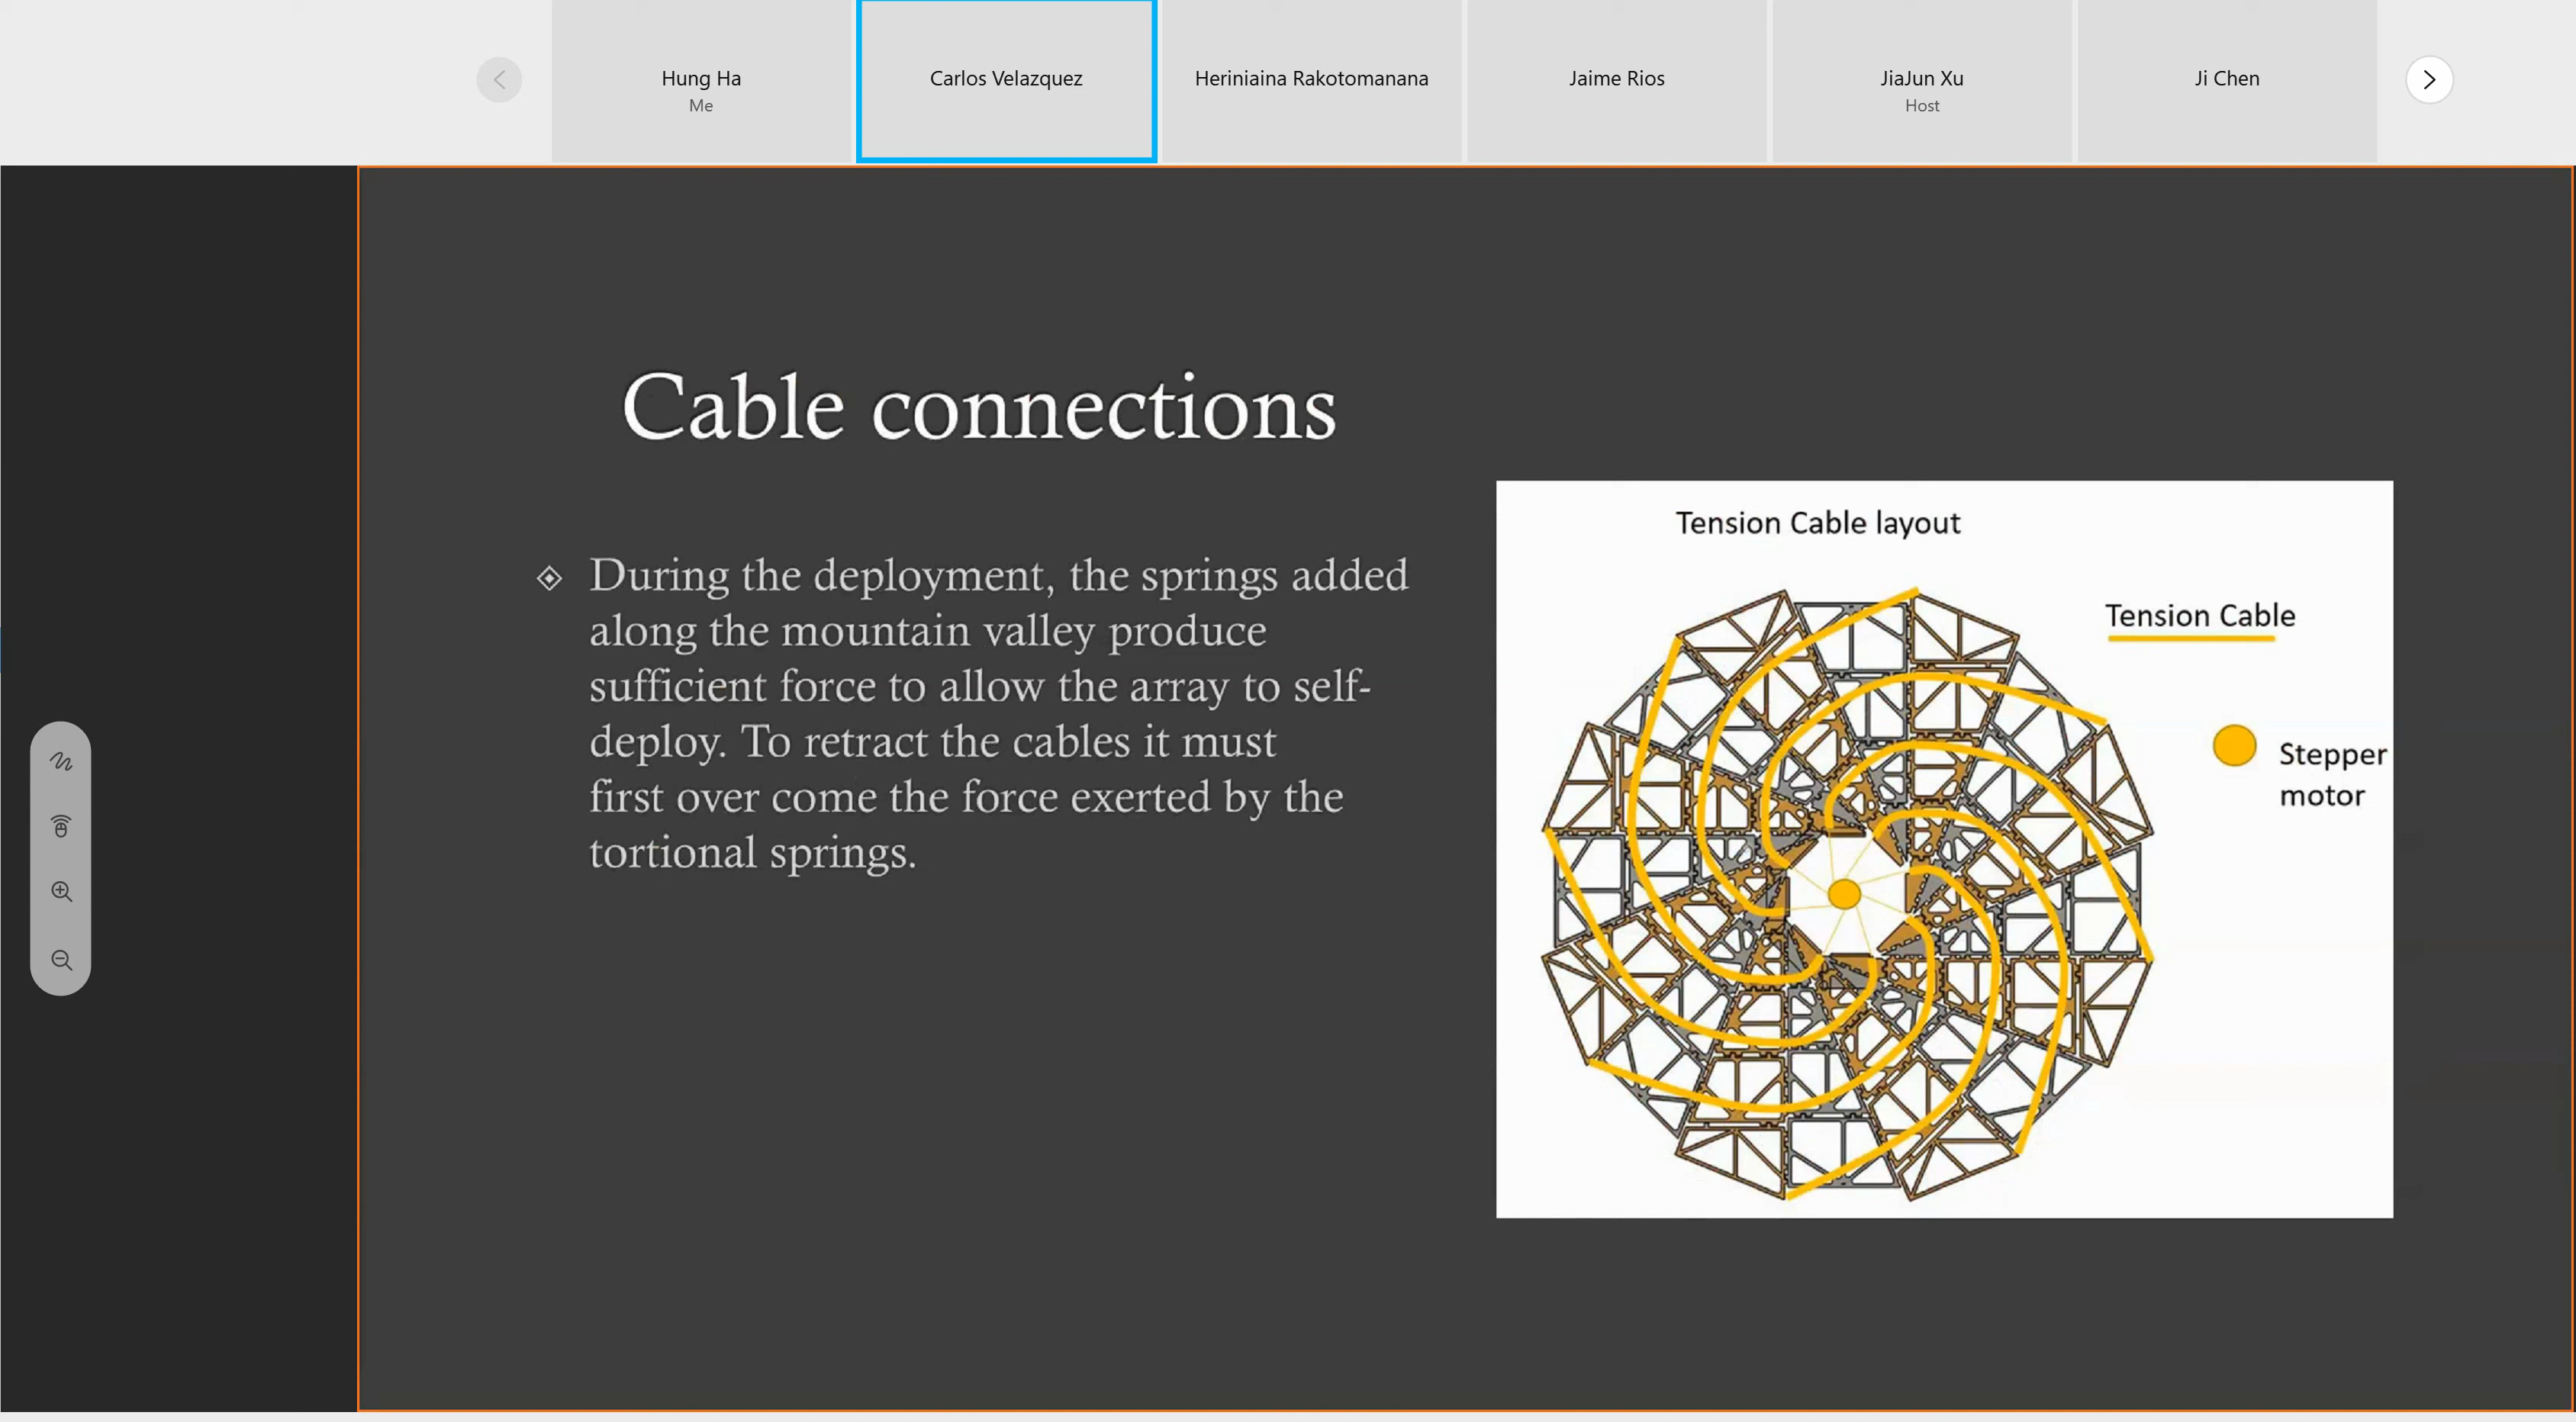 Hung Ha
Me
Carlos Velazquez
Heriniaina Rakotomanana
Jaime Rios
JiaJun Xu
Host
Ji Chen
Cable connections
During the deployment, the springs added
along the mountain valley produce
sufficient force to allow the array to self-
deploy. To retract the cables it must
first over come the force exerted by the
tortional springs.
Tension Cable layout
Tension Cable
Stepper
motor